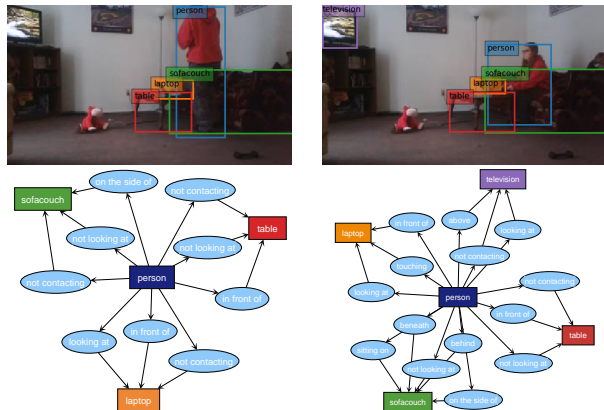 television
person
person
sofacouch
sofacouch
laptop
laptop
table
table
on the side of
television
not contacting
sofacouch
in front of
above
table
laptop
looking at
not looking at
not looking at
not contacting
touching
person
not contacting
not contacting
looking at
person
in front of
in front of
beneath
table
looking at
in front of
behind
sitting on
not contacting
not looking at
not looking at
laptop
sofacouch
on the side of